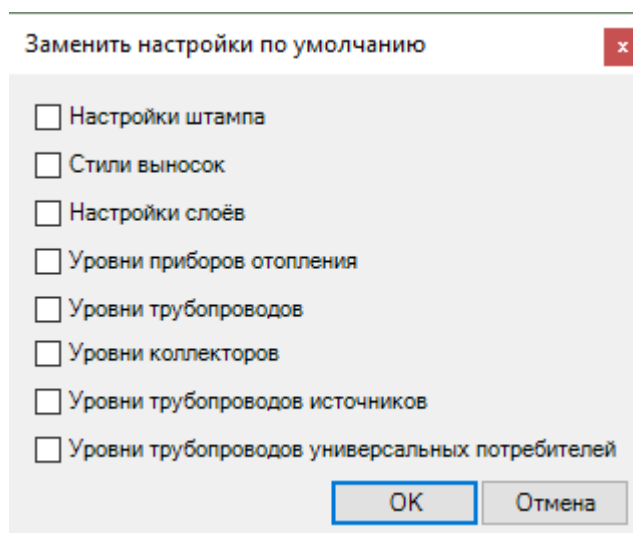 Заменить настройки по умолчанию
x
Настройки штампа
Стили выносок
Настройки слоёв
Уровни приборов отопления
Уровни трубопроводов
Уровни коллекторов
Уровни трубопроводов источников
Уровни трубопроводов универсальных потребителей
OK Отмена